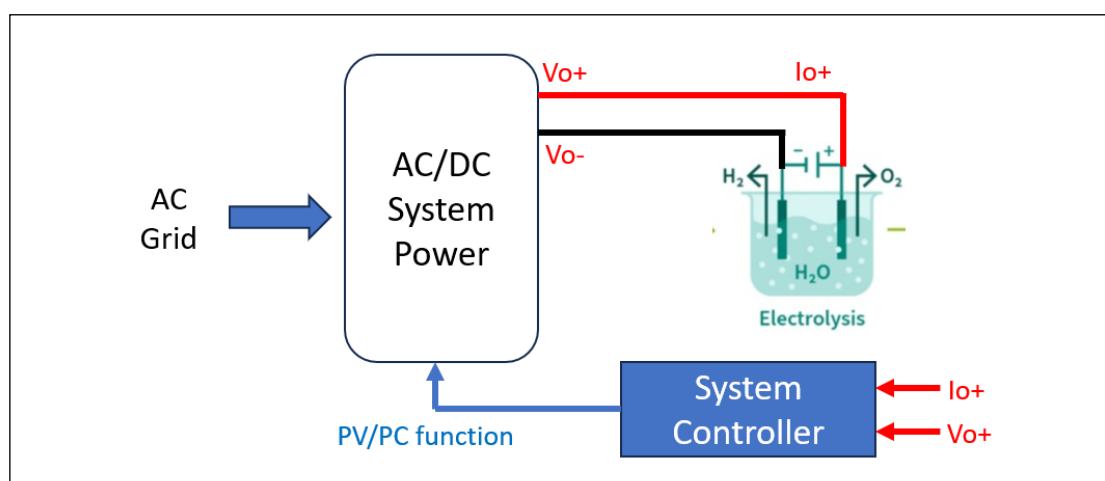 Vo+
Io+
AC/DC
System
Power
Vo-
AC
Grid
− +
H₂
O₂
H₂O
Electrolysis
System
Controller
Io+
Vo+
PV/PC function